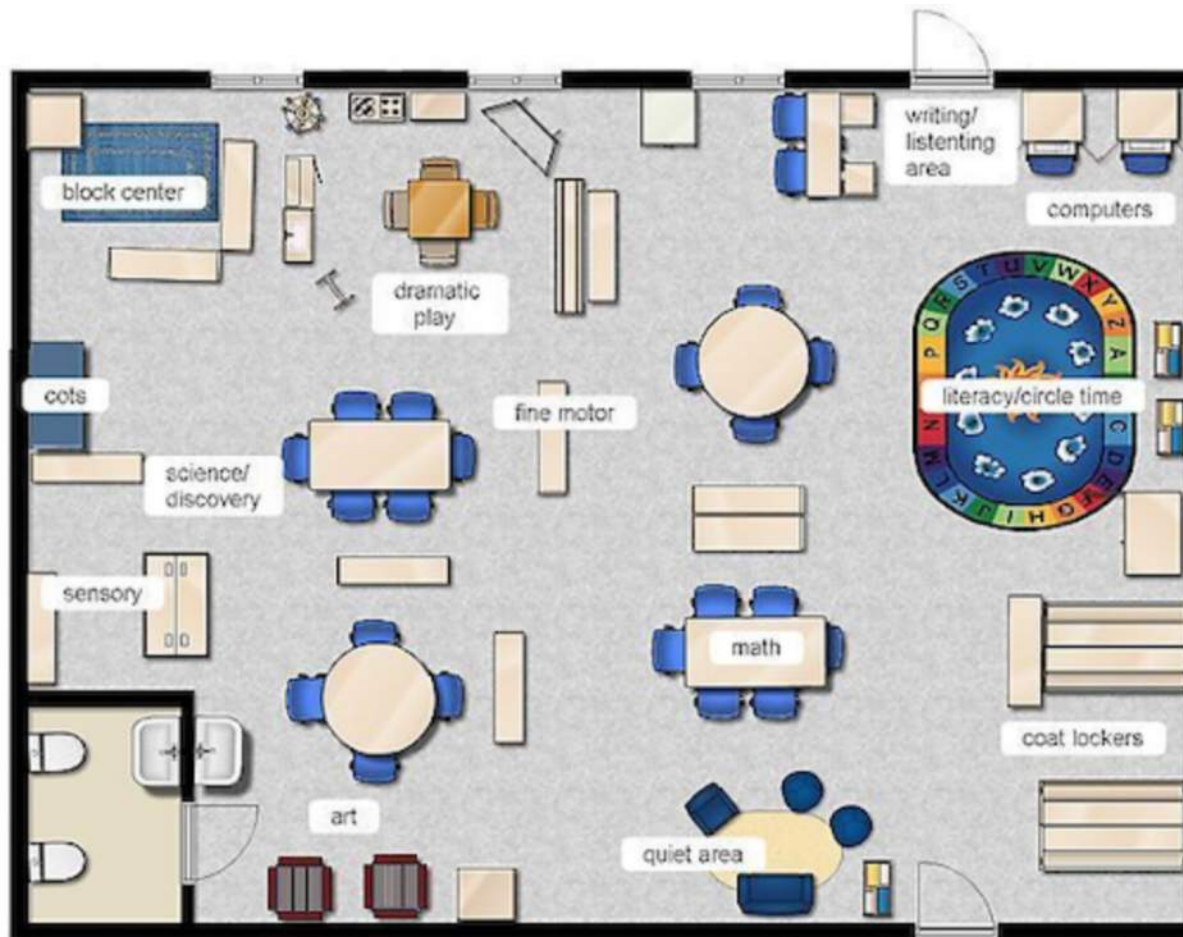 writing/
listenting
area
block center
computers
dramatic
play
cots
literacy/circle time
fine motor
science/
discovery
sensory
math
coat lockers
art
quiet area
S T U V W X Y Z A C D E F G H I J K L M N P Q R